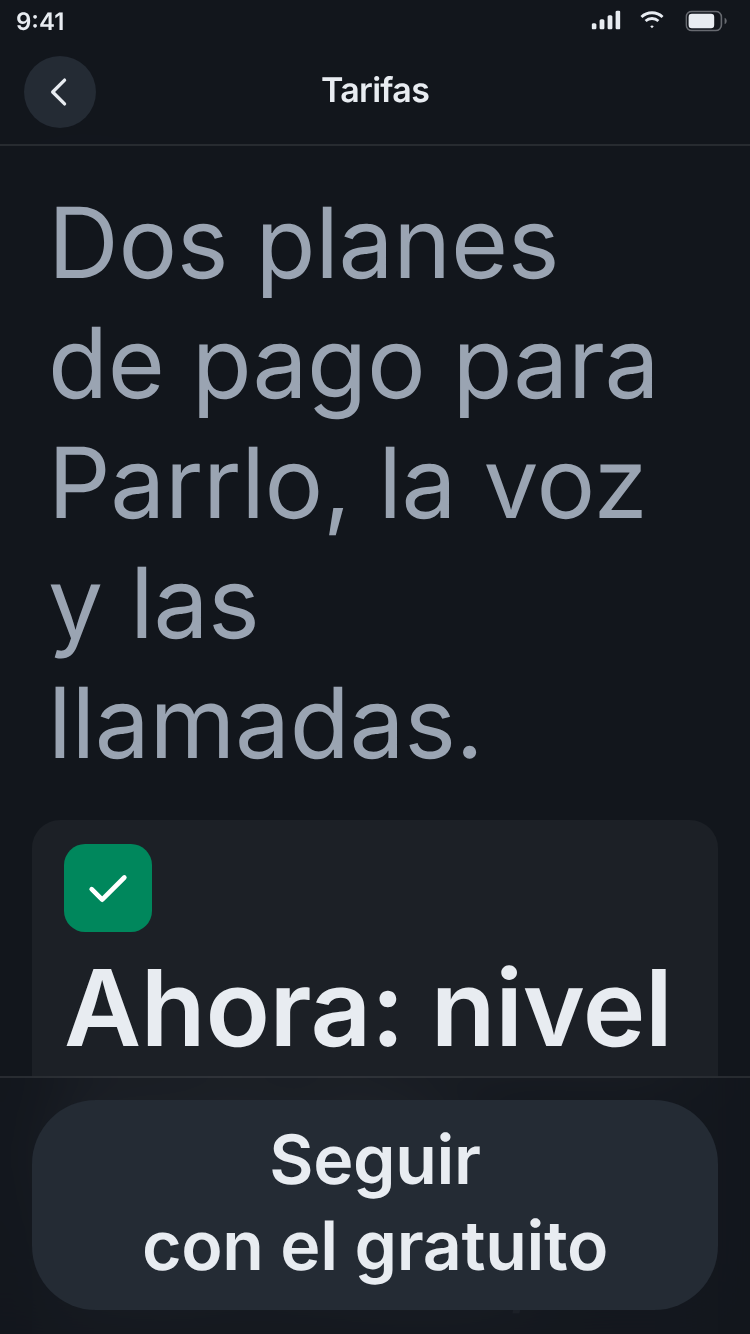 9:41
Tarifas
Dos planes
de pago para
Parrlo, la voz
y las
llamadas.
Ahora: nivel
Seguir
con el gratuito